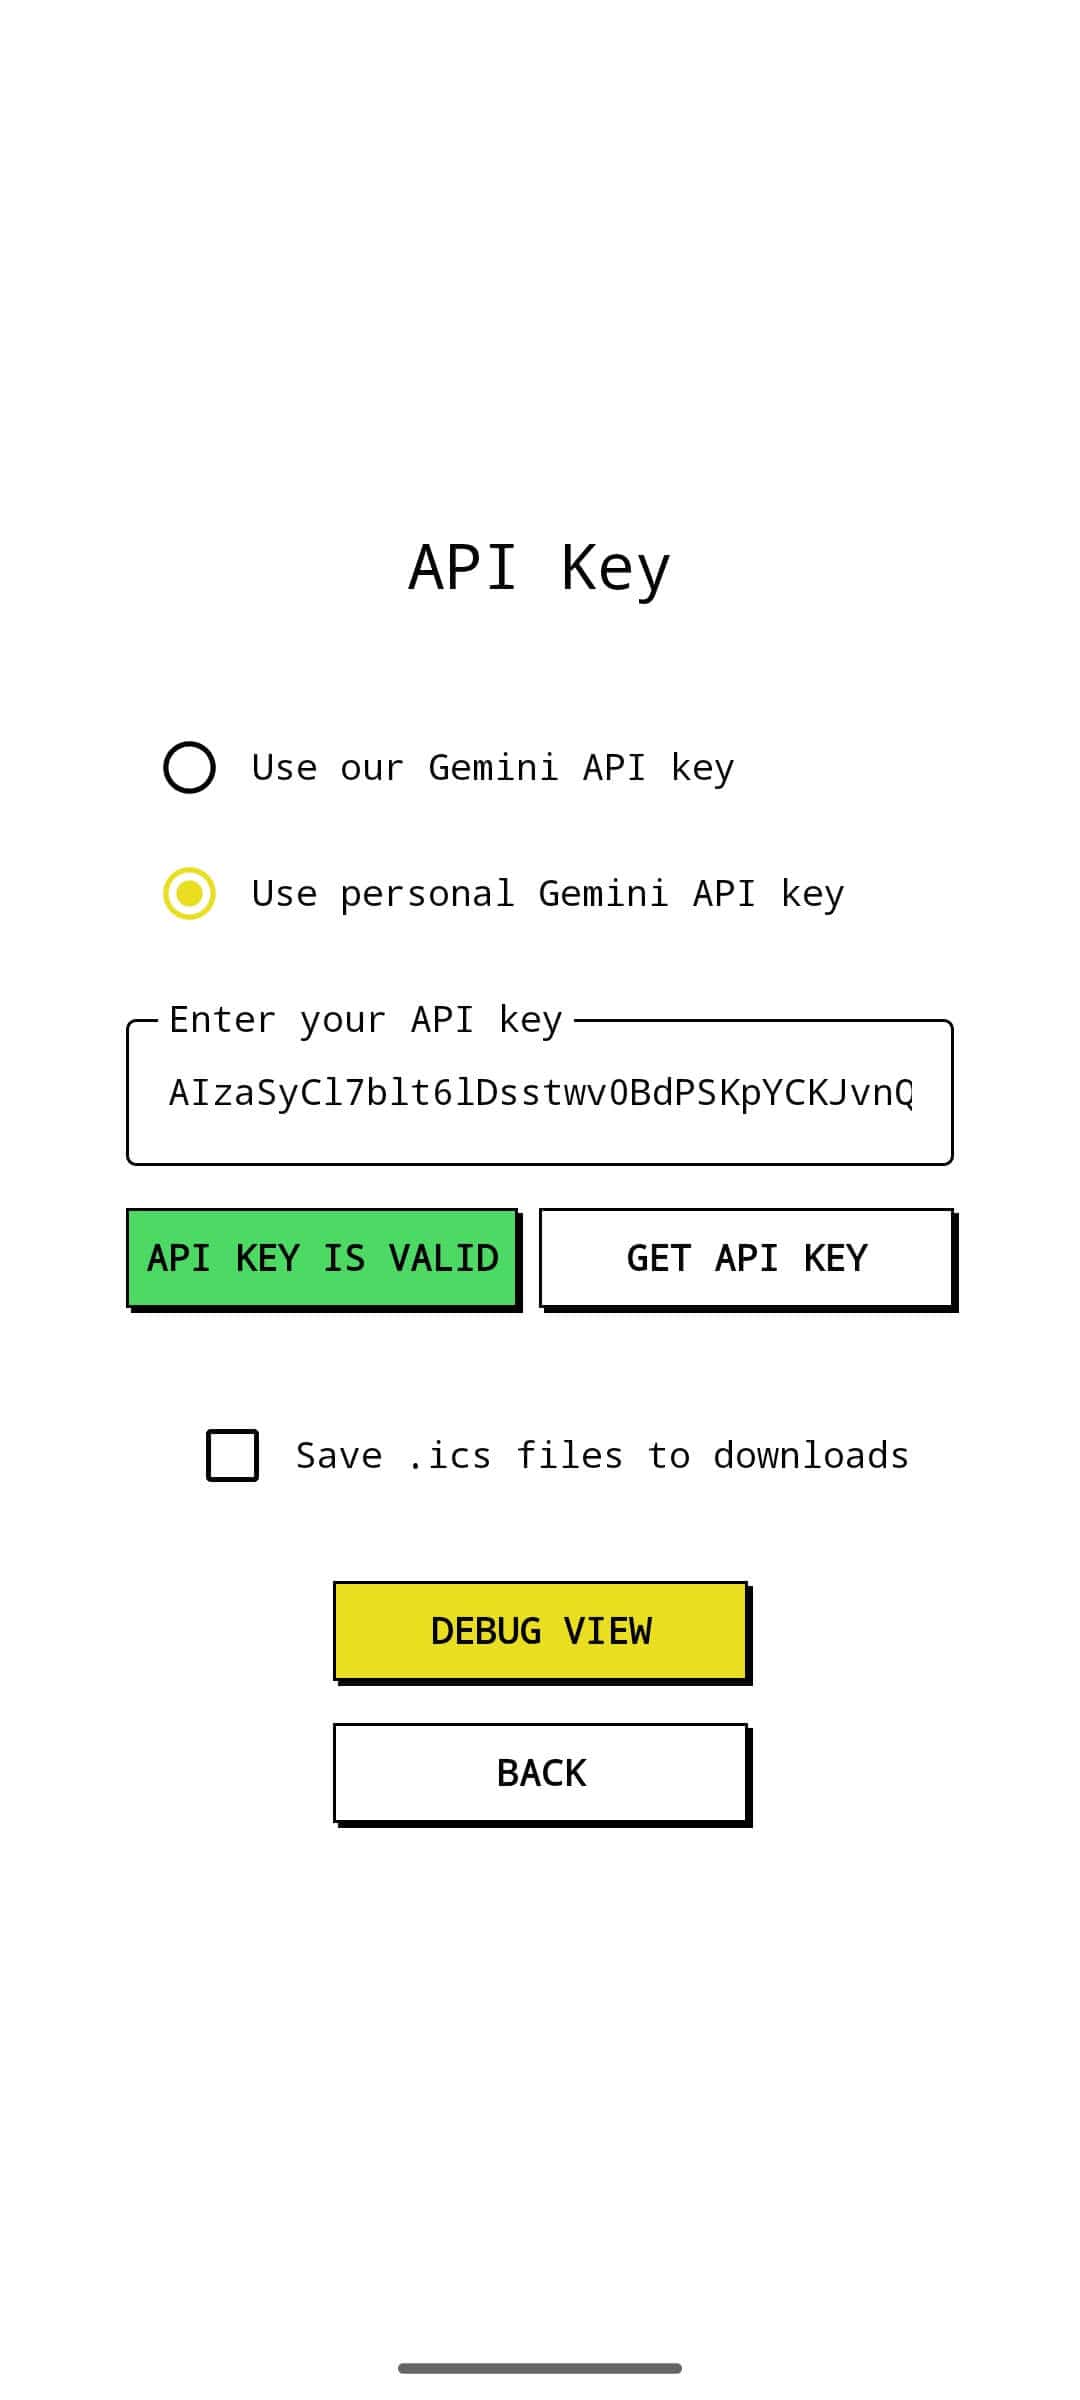 API Key
Use our Gemini API key
Use personal Gemini API key
Enter your API key
AIzaSyCl7blt6lDsstwv0BdPSKpYCKJvnQ
API KEY IS VALID
GET API KEY
Save .ics files to downloads
DEBUG VIEW
BACK